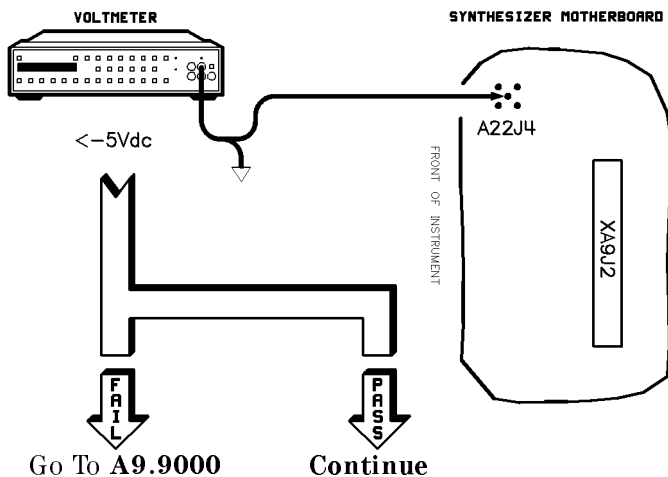 VOLTMETER
SYNTHESIZER MOTHERBOARD
A22J4
<-5Vdc
FRONT OF INSTRUMENT
XA9J2
FAIL
PASS
Go To A9.9000
Continue